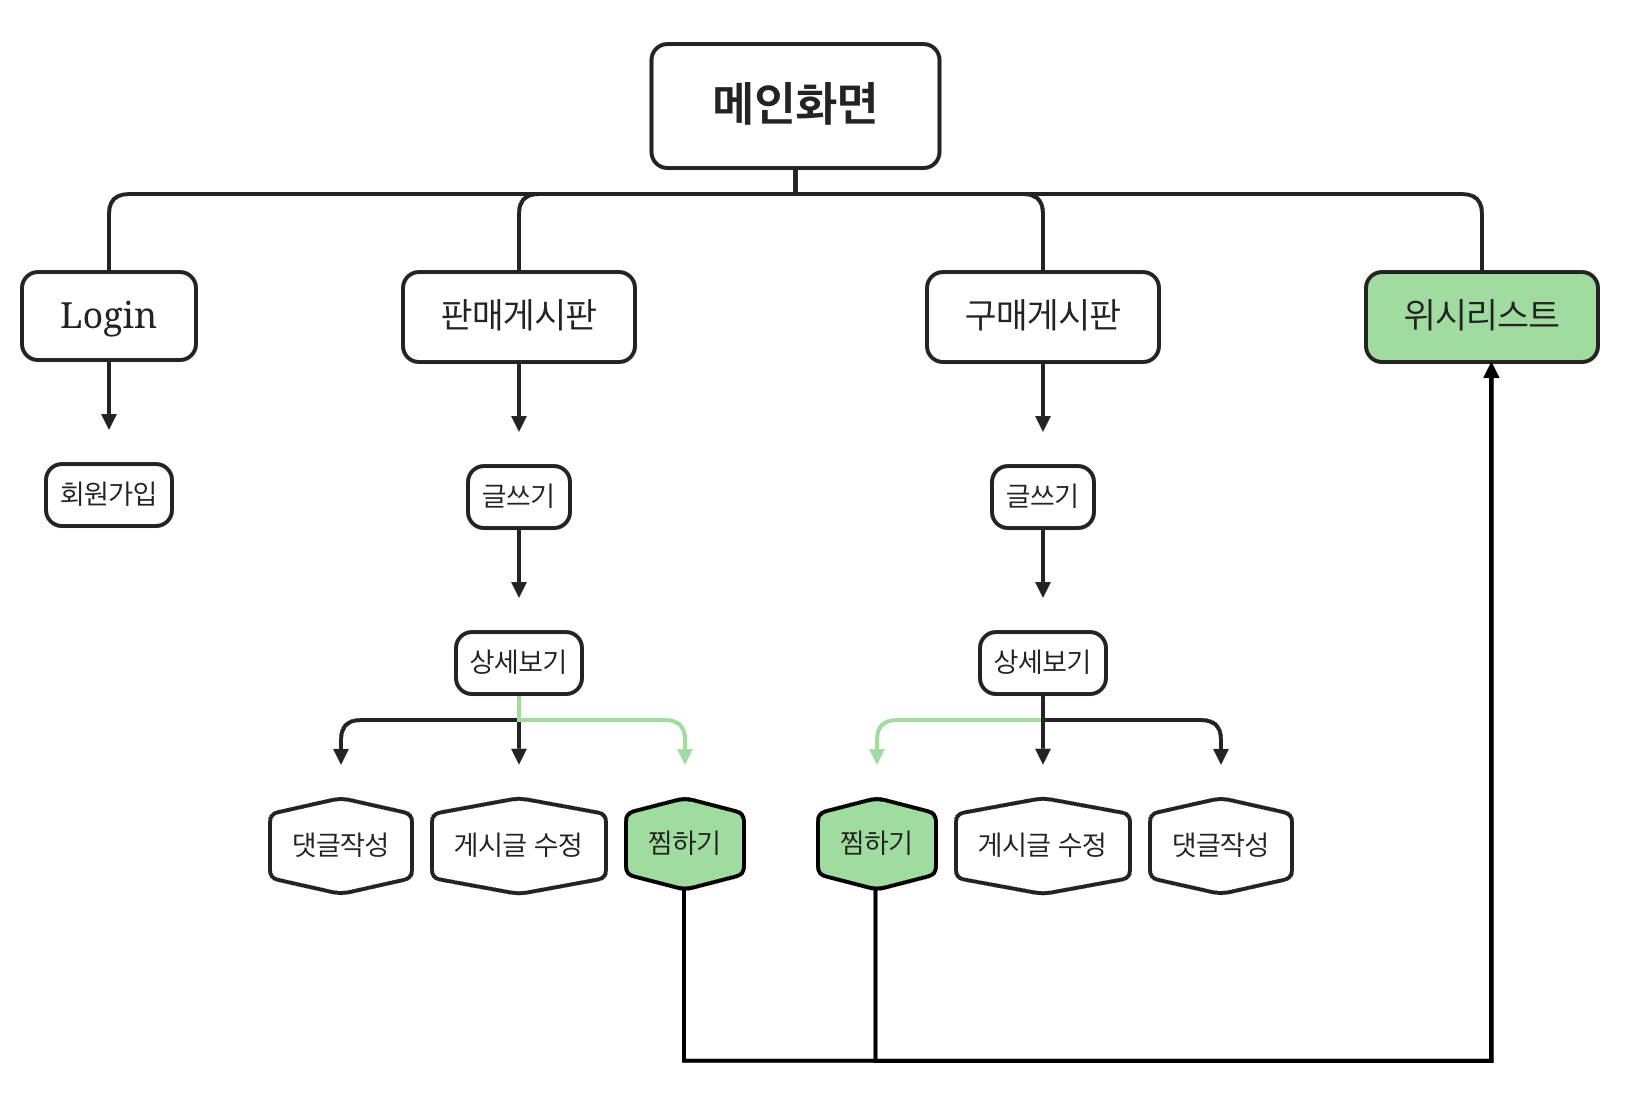 메인화면
Login
판매게시판
구매게시판
위시리스트
회원가입
글쓰기
글쓰기
상세보기
상세보기
댓글작성
게시글 수정
찜하기
찜하기
게시글 수정
댓글작성